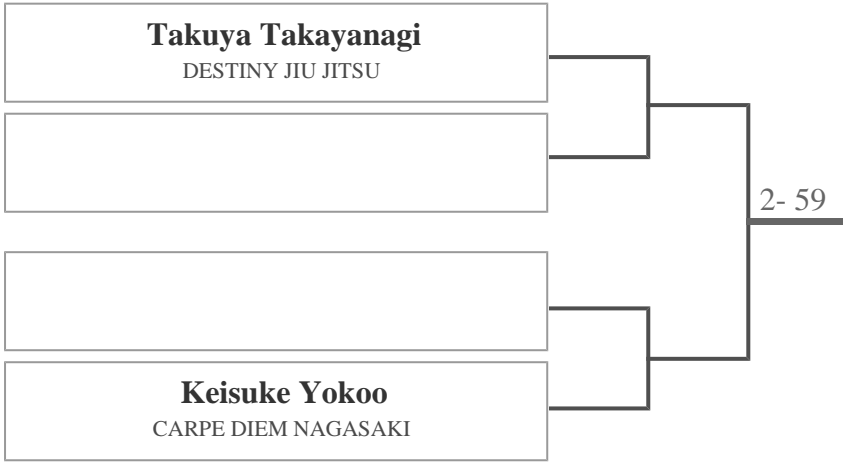 Takuya Takayanagi
DESTINY JIU JITSU
2- 59
Keisuke Yokoo
CARPE DIEM NAGASAKI